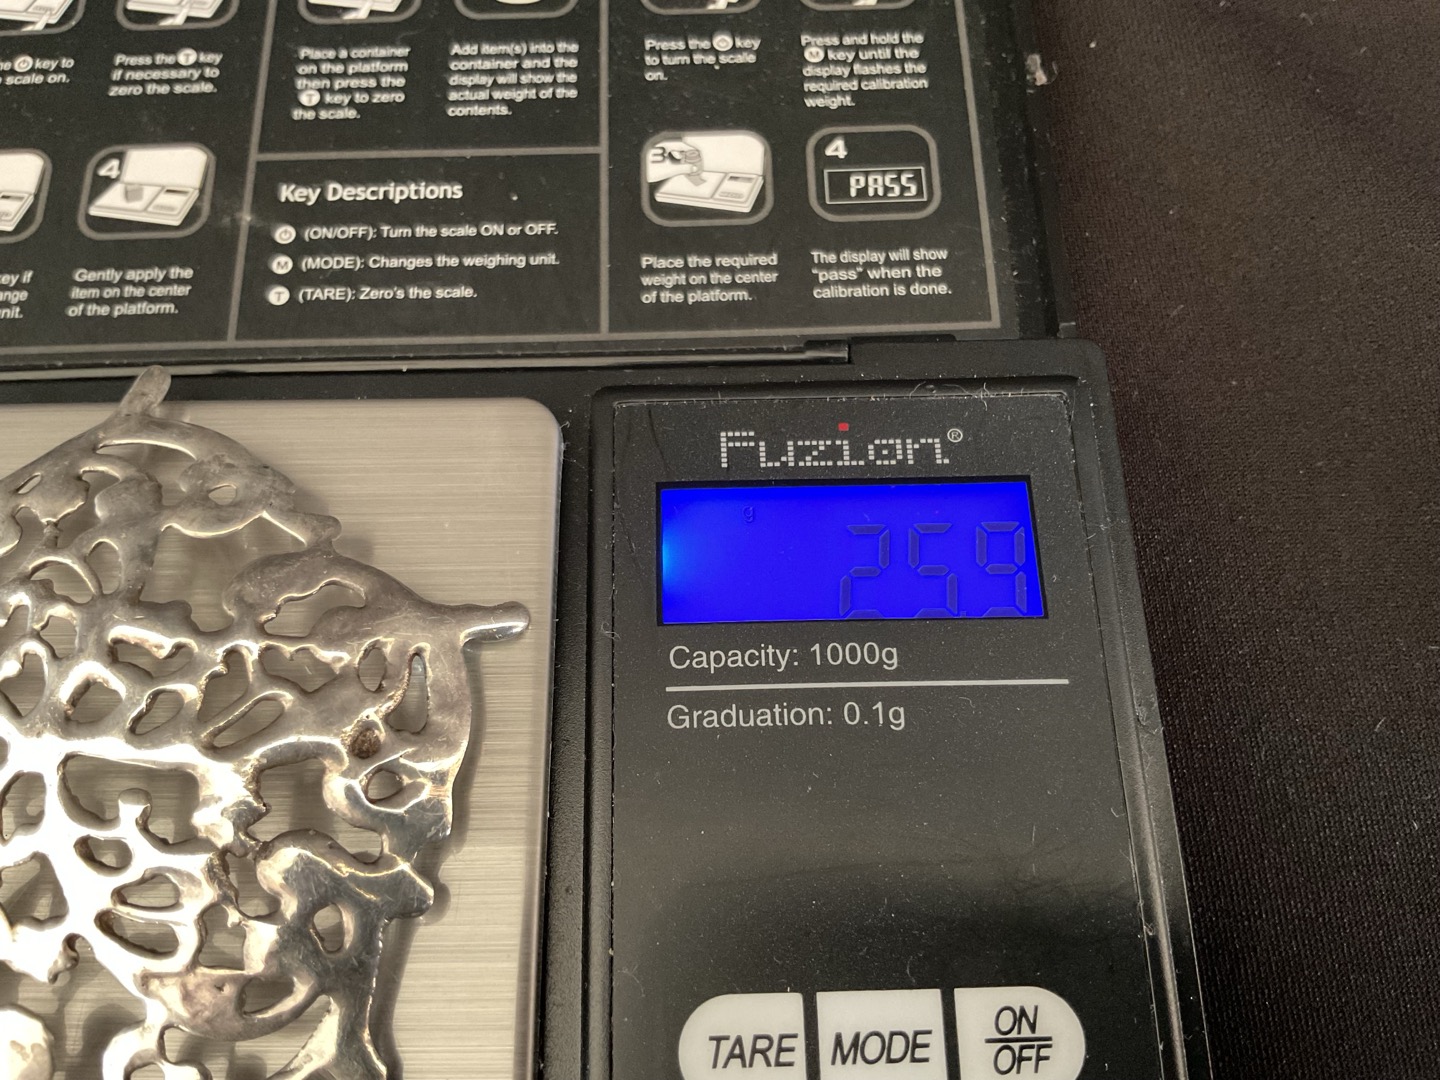 key to
scale on.
Press the T key
if necessary to
zero the scale.
Place a container
on the platform
then press the
T key to zero
the scale.
Add item(s) into the
container and the
display will show the
actual weight of the
contents.
Press the key
to turn the scale
on.
Press and hold the
M key until the
display flashes the
required calibration
weight.
4
3
4
PASS
key if
Gently apply the
item on the center
of the platform.
Key Descriptions
(ON/OFF): Turn the scale ON or OFF.
M (MODE): Changes the weighing unit.
T (TARE): Zero's the scale.
Place the required
weight on the center
of the platform.
The display will show
"pass" when the
calibration is done.
Fuzion®
g
25.9
Capacity: 1000g
Graduation: 0.1g
TARE
MODE
ON
OFF